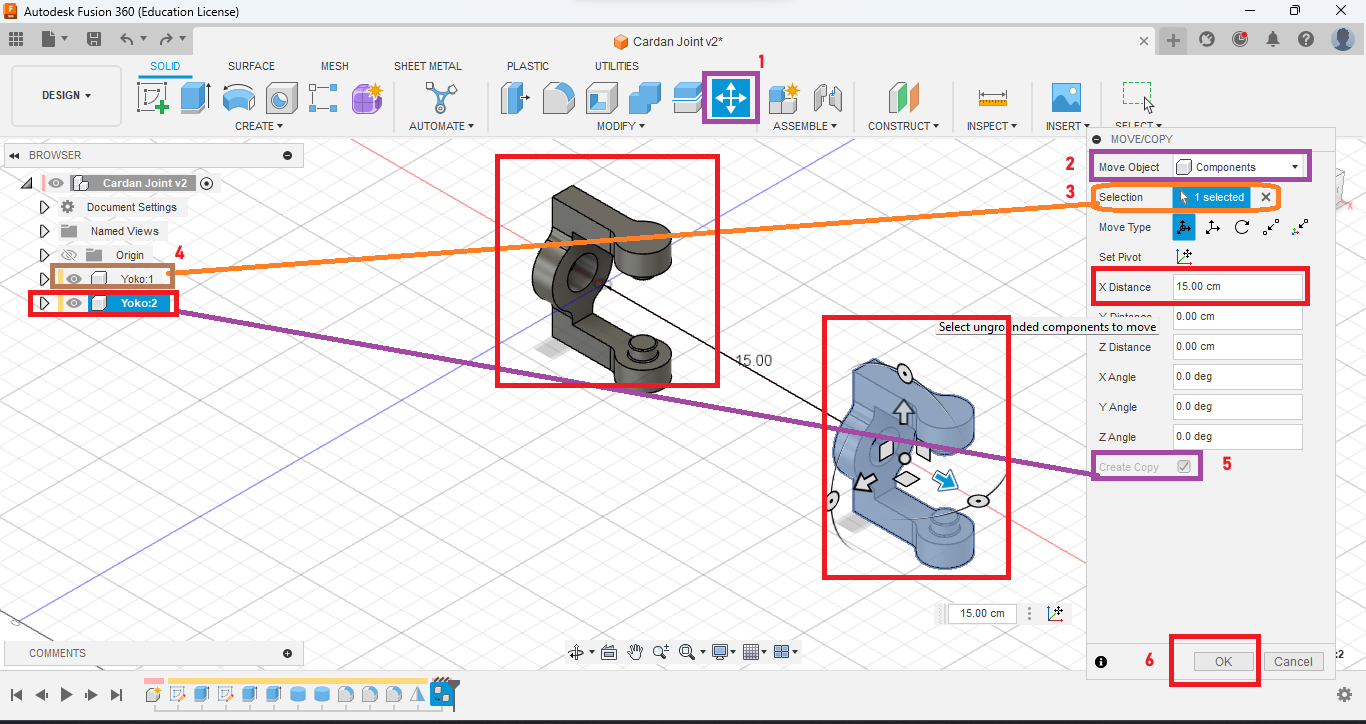 Autodesk Fusion 360 (Education License)
Cardan Joint v2*
SOLID SURFACE MESH SHEET METAL PLASTIC UTILITIES
1
DESIGN
CREATE AUTOMATE MODIFY ASSEMBLE CONSTRUCT INSPECT INSERT SELECT
BROWSER
Cardan Joint v2
Document Settings
Named Views
Origin
4
Yoko:1
Yoko:2
15.00
Select ungrounded components to move
MOVE/COPY
2
Move Object Components
3
Selection 1 selected
Move Type
Set Pivot
X Distance 15.00 cm
Y Distance 0.00 cm
Z Distance 0.00 cm
X Angle 0.0 deg
Y Angle 0.0 deg
Z Angle 0.0 deg
Create Copy
5
15.00 cm
6
OK Cancel
COMMENTS